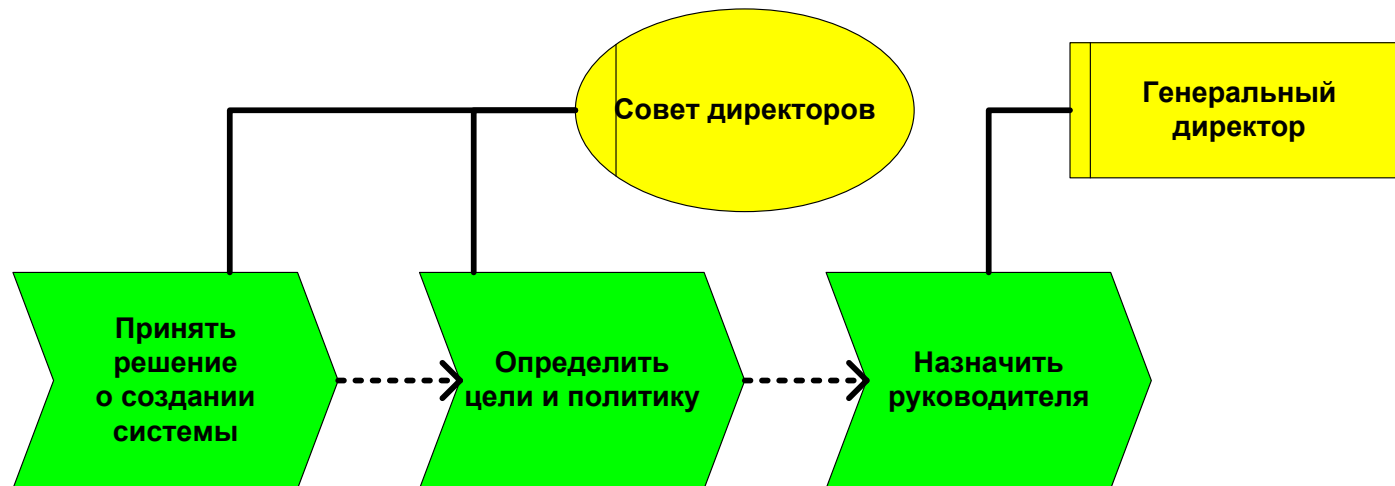 Совет директоров
Генеральный
директор
Принять
решение
о создании
системы
Определить
цели и политику
Назначить
руководителя